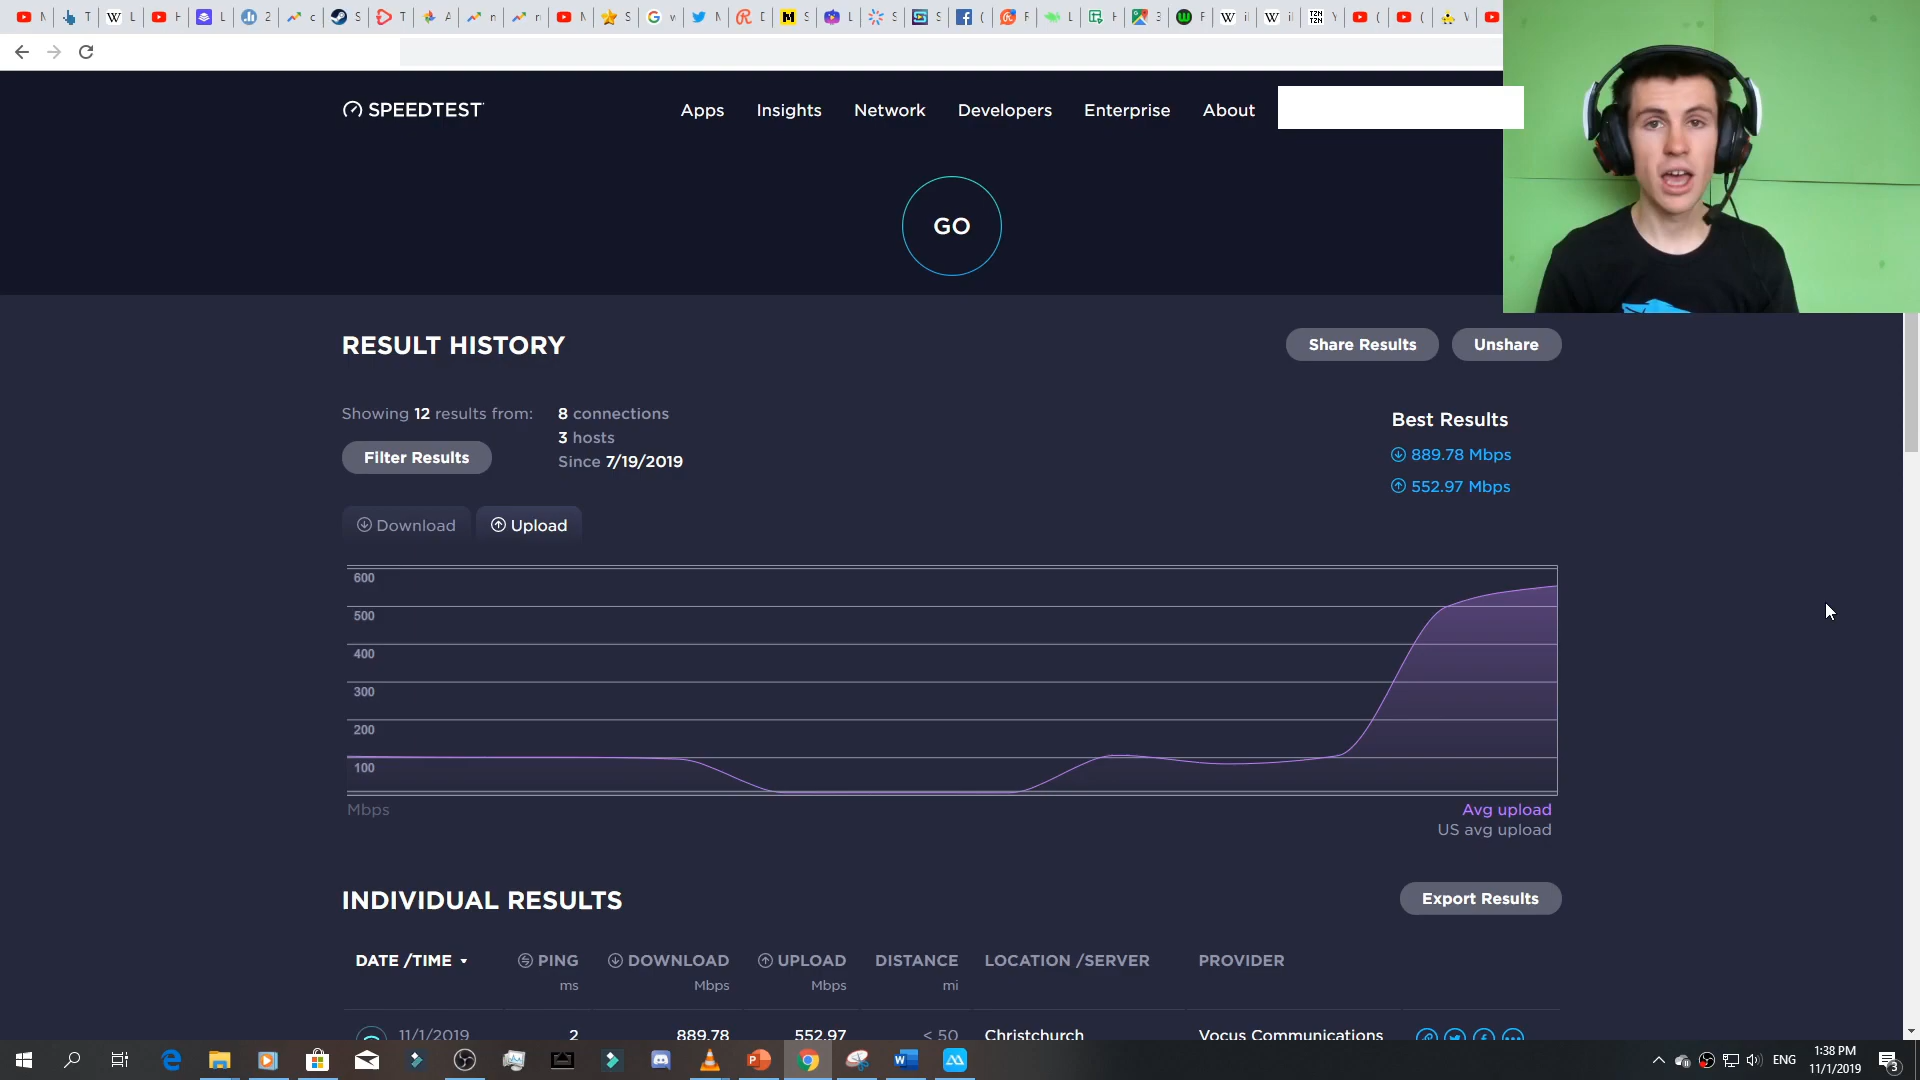 SPEEDTEST
Apps Insights Network Developers Enterprise About
GO
RESULT HISTORY
Share Results Unshare
Showing 12 results from: 8 connections
3 hosts
Since 7/19/2019
Filter Results
Best Results
889.78 Mbps
552.97 Mbps
Download Upload
600
500
400
300
200
100
Mbps
Avg upload
US avg upload
INDIVIDUAL RESULTS
Export Results
DATE /TIME PING DOWNLOAD UPLOAD DISTANCE LOCATION /SERVER PROVIDER
ms Mbps Mbps mi
11/1/2019 2 889.78 552.97 < 50 Christchurch Vocus Communications
ENG
1:38 PM
11/1/2019
3